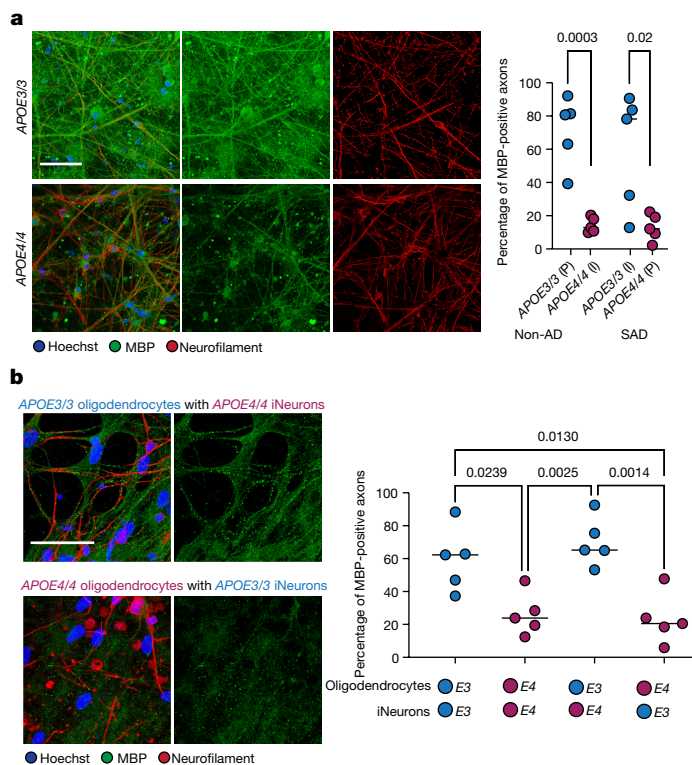 a
APOE3/3
APOE4/4
Hoechst MBP Neurofilament
0.0003 0.02
Percentage of MBP-positive axons
100
80
60
40
20
0
APOE3/3 (P)
APOE4/4 (I)
APOE3/3 (I)
APOE4/4 (P)
Non-AD SAD
b
APOE3/3 oligodendrocytes with APOE4/4 iNeurons
APOE4/4 oligodendrocytes with APOE3/3 iNeurons
Hoechst MBP Neurofilament
0.0130
0.0239 0.0025 0.0014
Percentage of MBP-positive axons
100
80
60
40
20
0
Oligodendrocytes E3 E4 E3 E4
iNeurons E3 E4 E4 E3